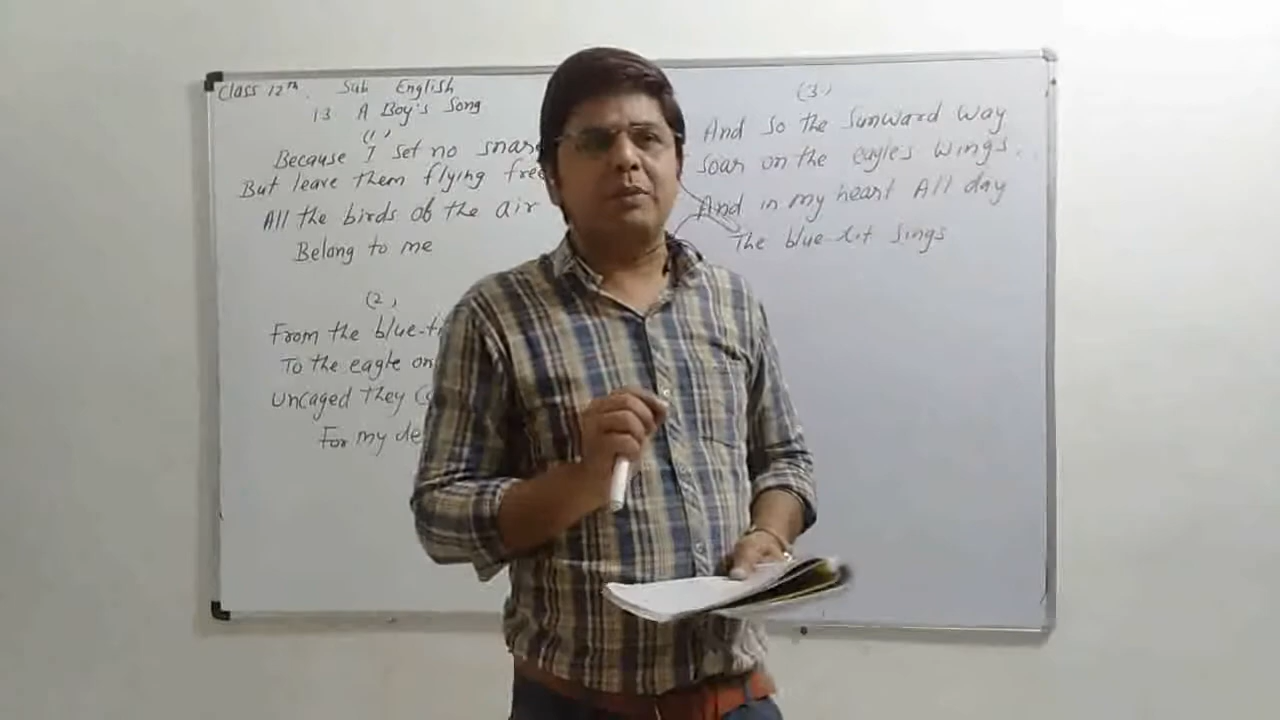 Class 12th. Sub English
13 A Boy's Song
(1)
Because I set no snare
But leave them flying free
All the birds of the air
Belong to me
(2)
From the blue-ti
To the eagle on
Uncaged They
For my de
(3)
And so the sunward way
Soar on the eagles wings.
And in my heart All day
The blue-tit sings